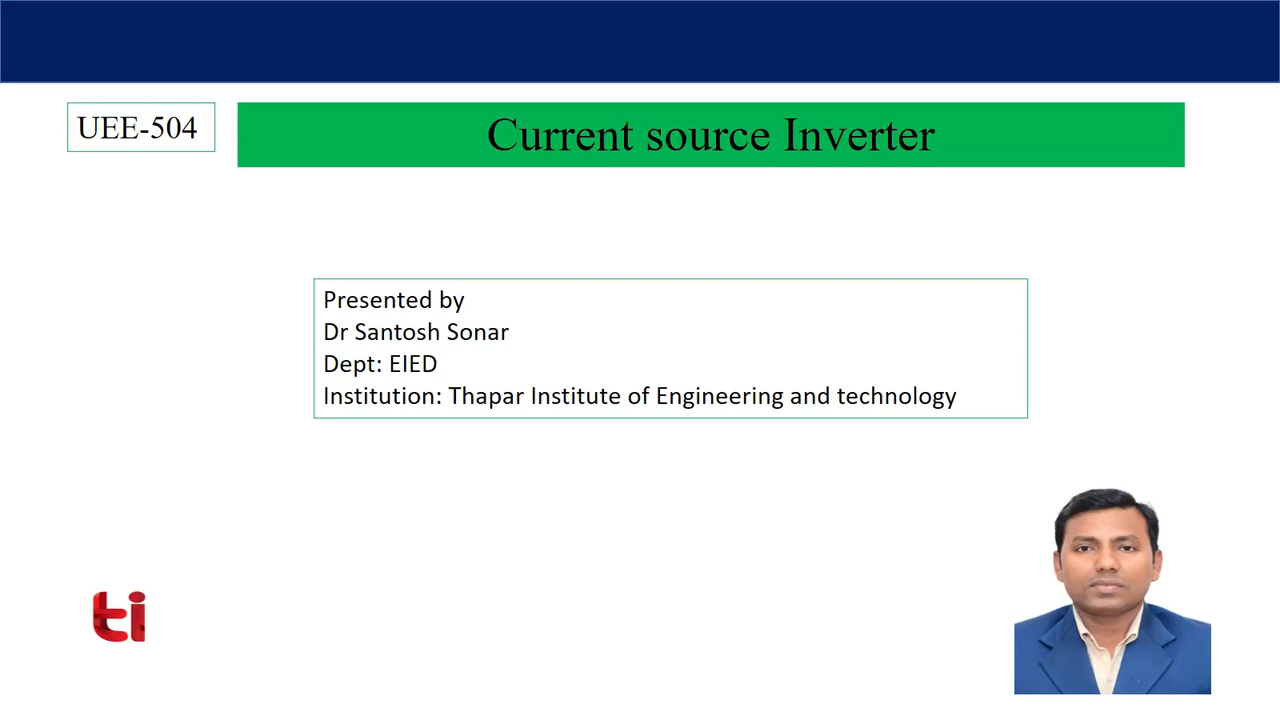 UEE-504
Current source Inverter
Presented by
Dr Santosh Sonar
Dept: EIED
Institution: Thapar Institute of Engineering and technology
ti